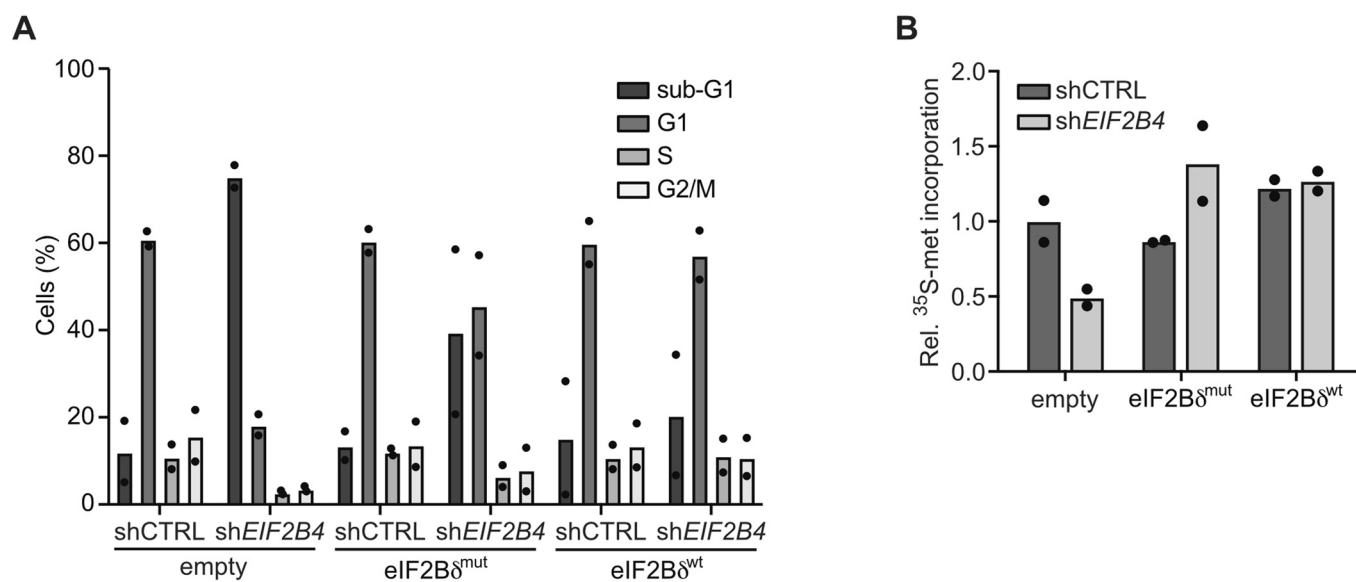 A
Cells (%)
100
80
60
40
20
0
sub-G1
G1
S
G2/M
shCTRL shEIF2B4 shCTRL shEIF2B4 shCTRL shEIF2B4
empty eIF2Bδmut eIF2Bδwt
B
Rel. 35S-met incorporation
2.0
1.5
1.0
0.5
0.0
shCTRL
shEIF2B4
empty eIF2Bδmut eIF2Bδwt